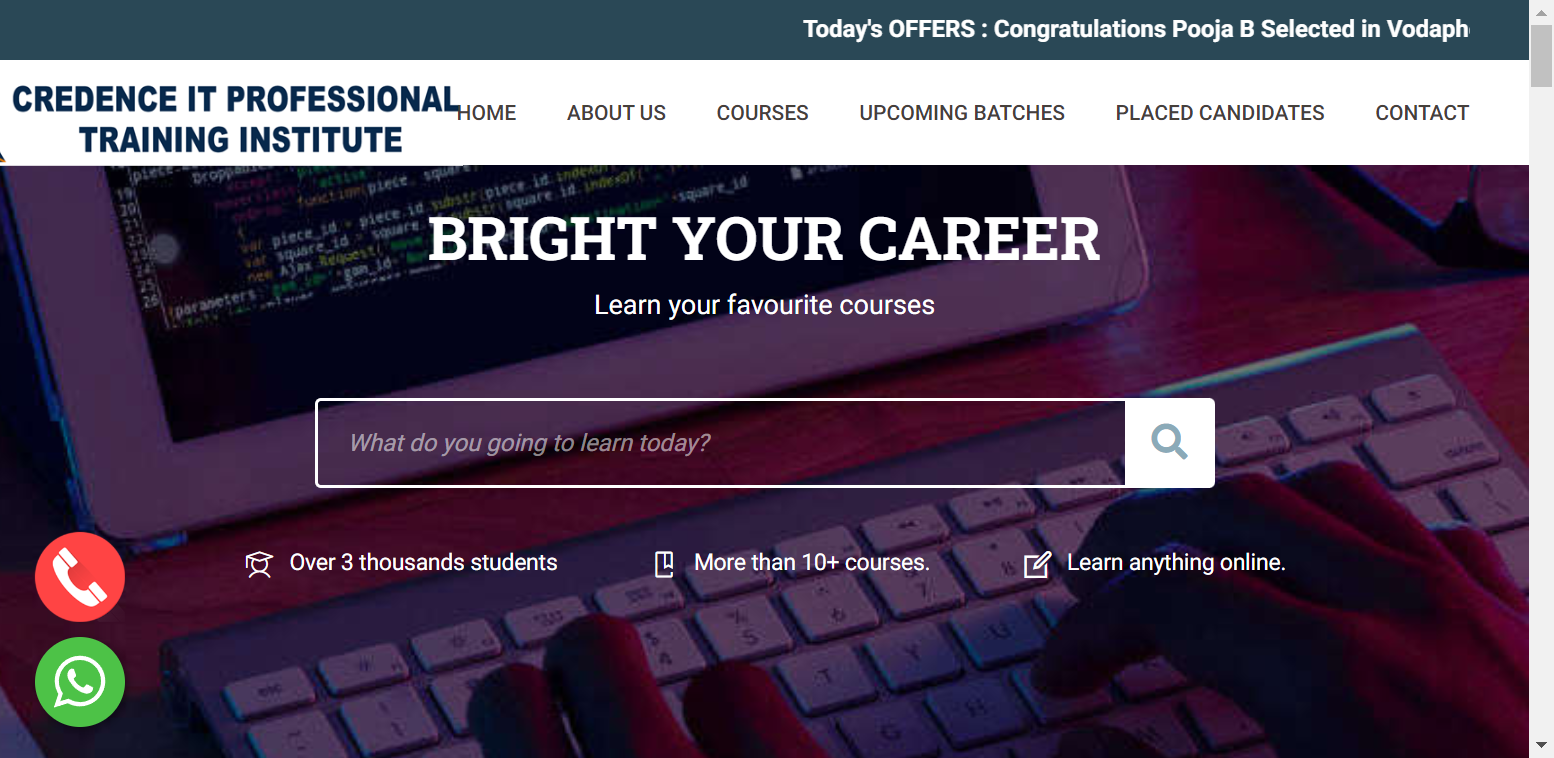 Today's OFFERS : Congratulations Pooja B Selected in Vodaph
CREDENCE IT PROFESSIONAL
TRAINING INSTITUTE
HOME ABOUT US COURSES UPCOMING BATCHES PLACED CANDIDATES CONTACT
BRIGHT YOUR CAREER
Learn your favourite courses
What do you going to learn today?
Over 3 thousands students More than 10+ courses. Learn anything online.